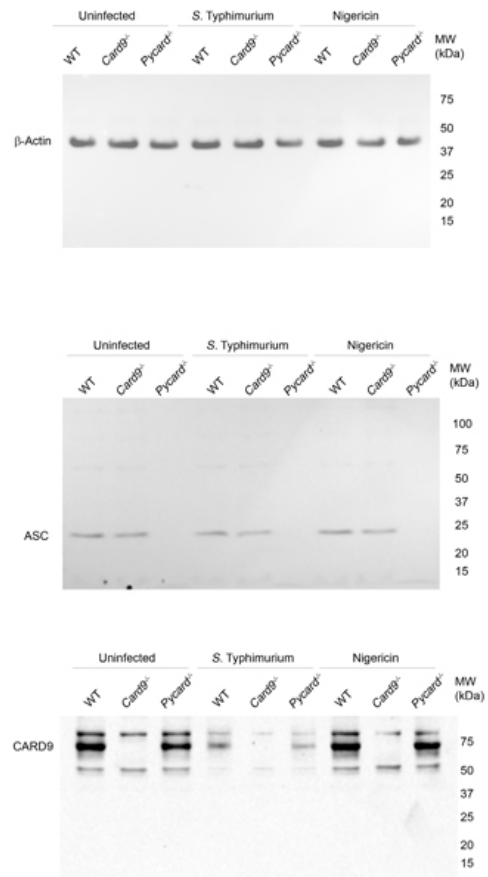 Uninfected S. Typhimurium Nigericin
WT Card9-/- Pycard-/- WT Card9-/- Pycard-/- WT Card9-/- Pycard-/- MW
(kDa)
75
β-Actin 50
37
25
20
15
Uninfected S. Typhimurium Nigericin
WT Card9-/- Pycard-/- WT Card9-/- Pycard-/- WT Card9-/- Pycard-/- MW
(kDa)
100
75
50
37
25
ASC
20
15
Uninfected S. Typhimurium Nigericin
WT Card9-/- Pycard-/- WT Card9-/- Pycard-/- WT Card9-/- Pycard-/- MW
(kDa)
CARD9 75
50
37
25
20
15